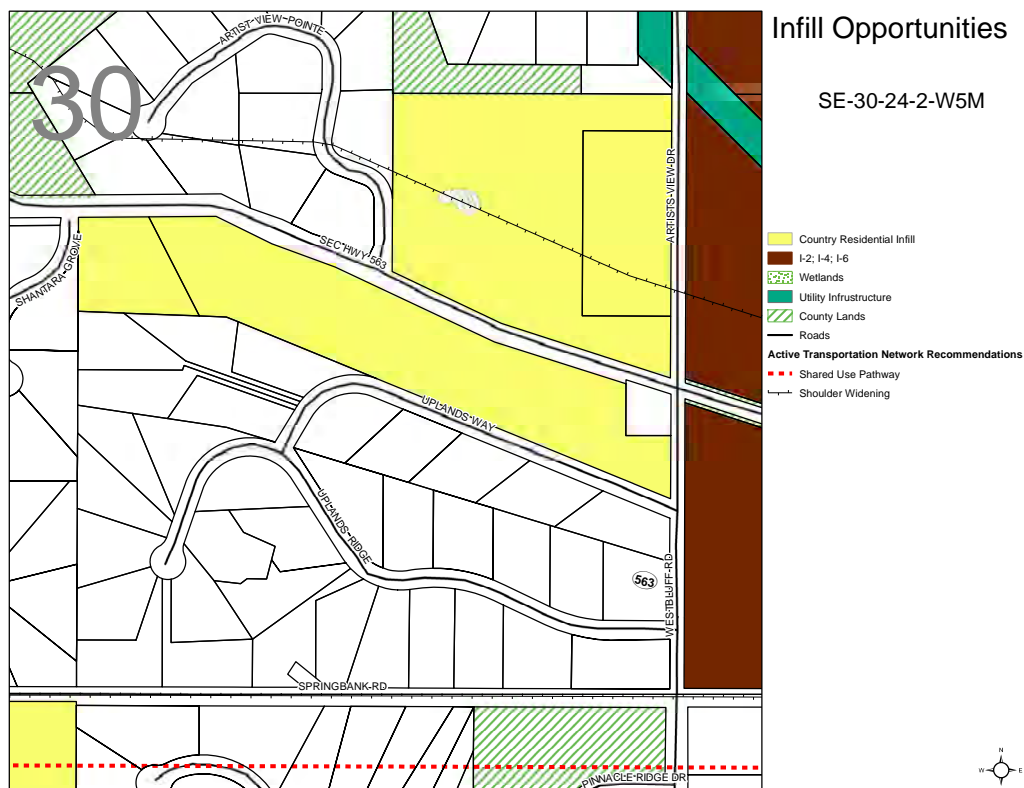 Infill Opportunities
SE-30-24-2-W5M
30
ARTIST VIEW POINTE
ARTISTS VIEW DR
SEC HWY 563
SHANTARA GROVE
UPLANDS WAY
UPLANDS RIDGE
563
WESTBLUFF RD
SPRINGBANK RD
PINNACLE RIDGE DR
Country Residential Infill
I-2; I-4; I-6
Wetlands
Utility Infrustructure
County Lands
Roads
Active Transportation Network Recommendations
Shared Use Pathway
Shoulder Widening
N
W
E
S